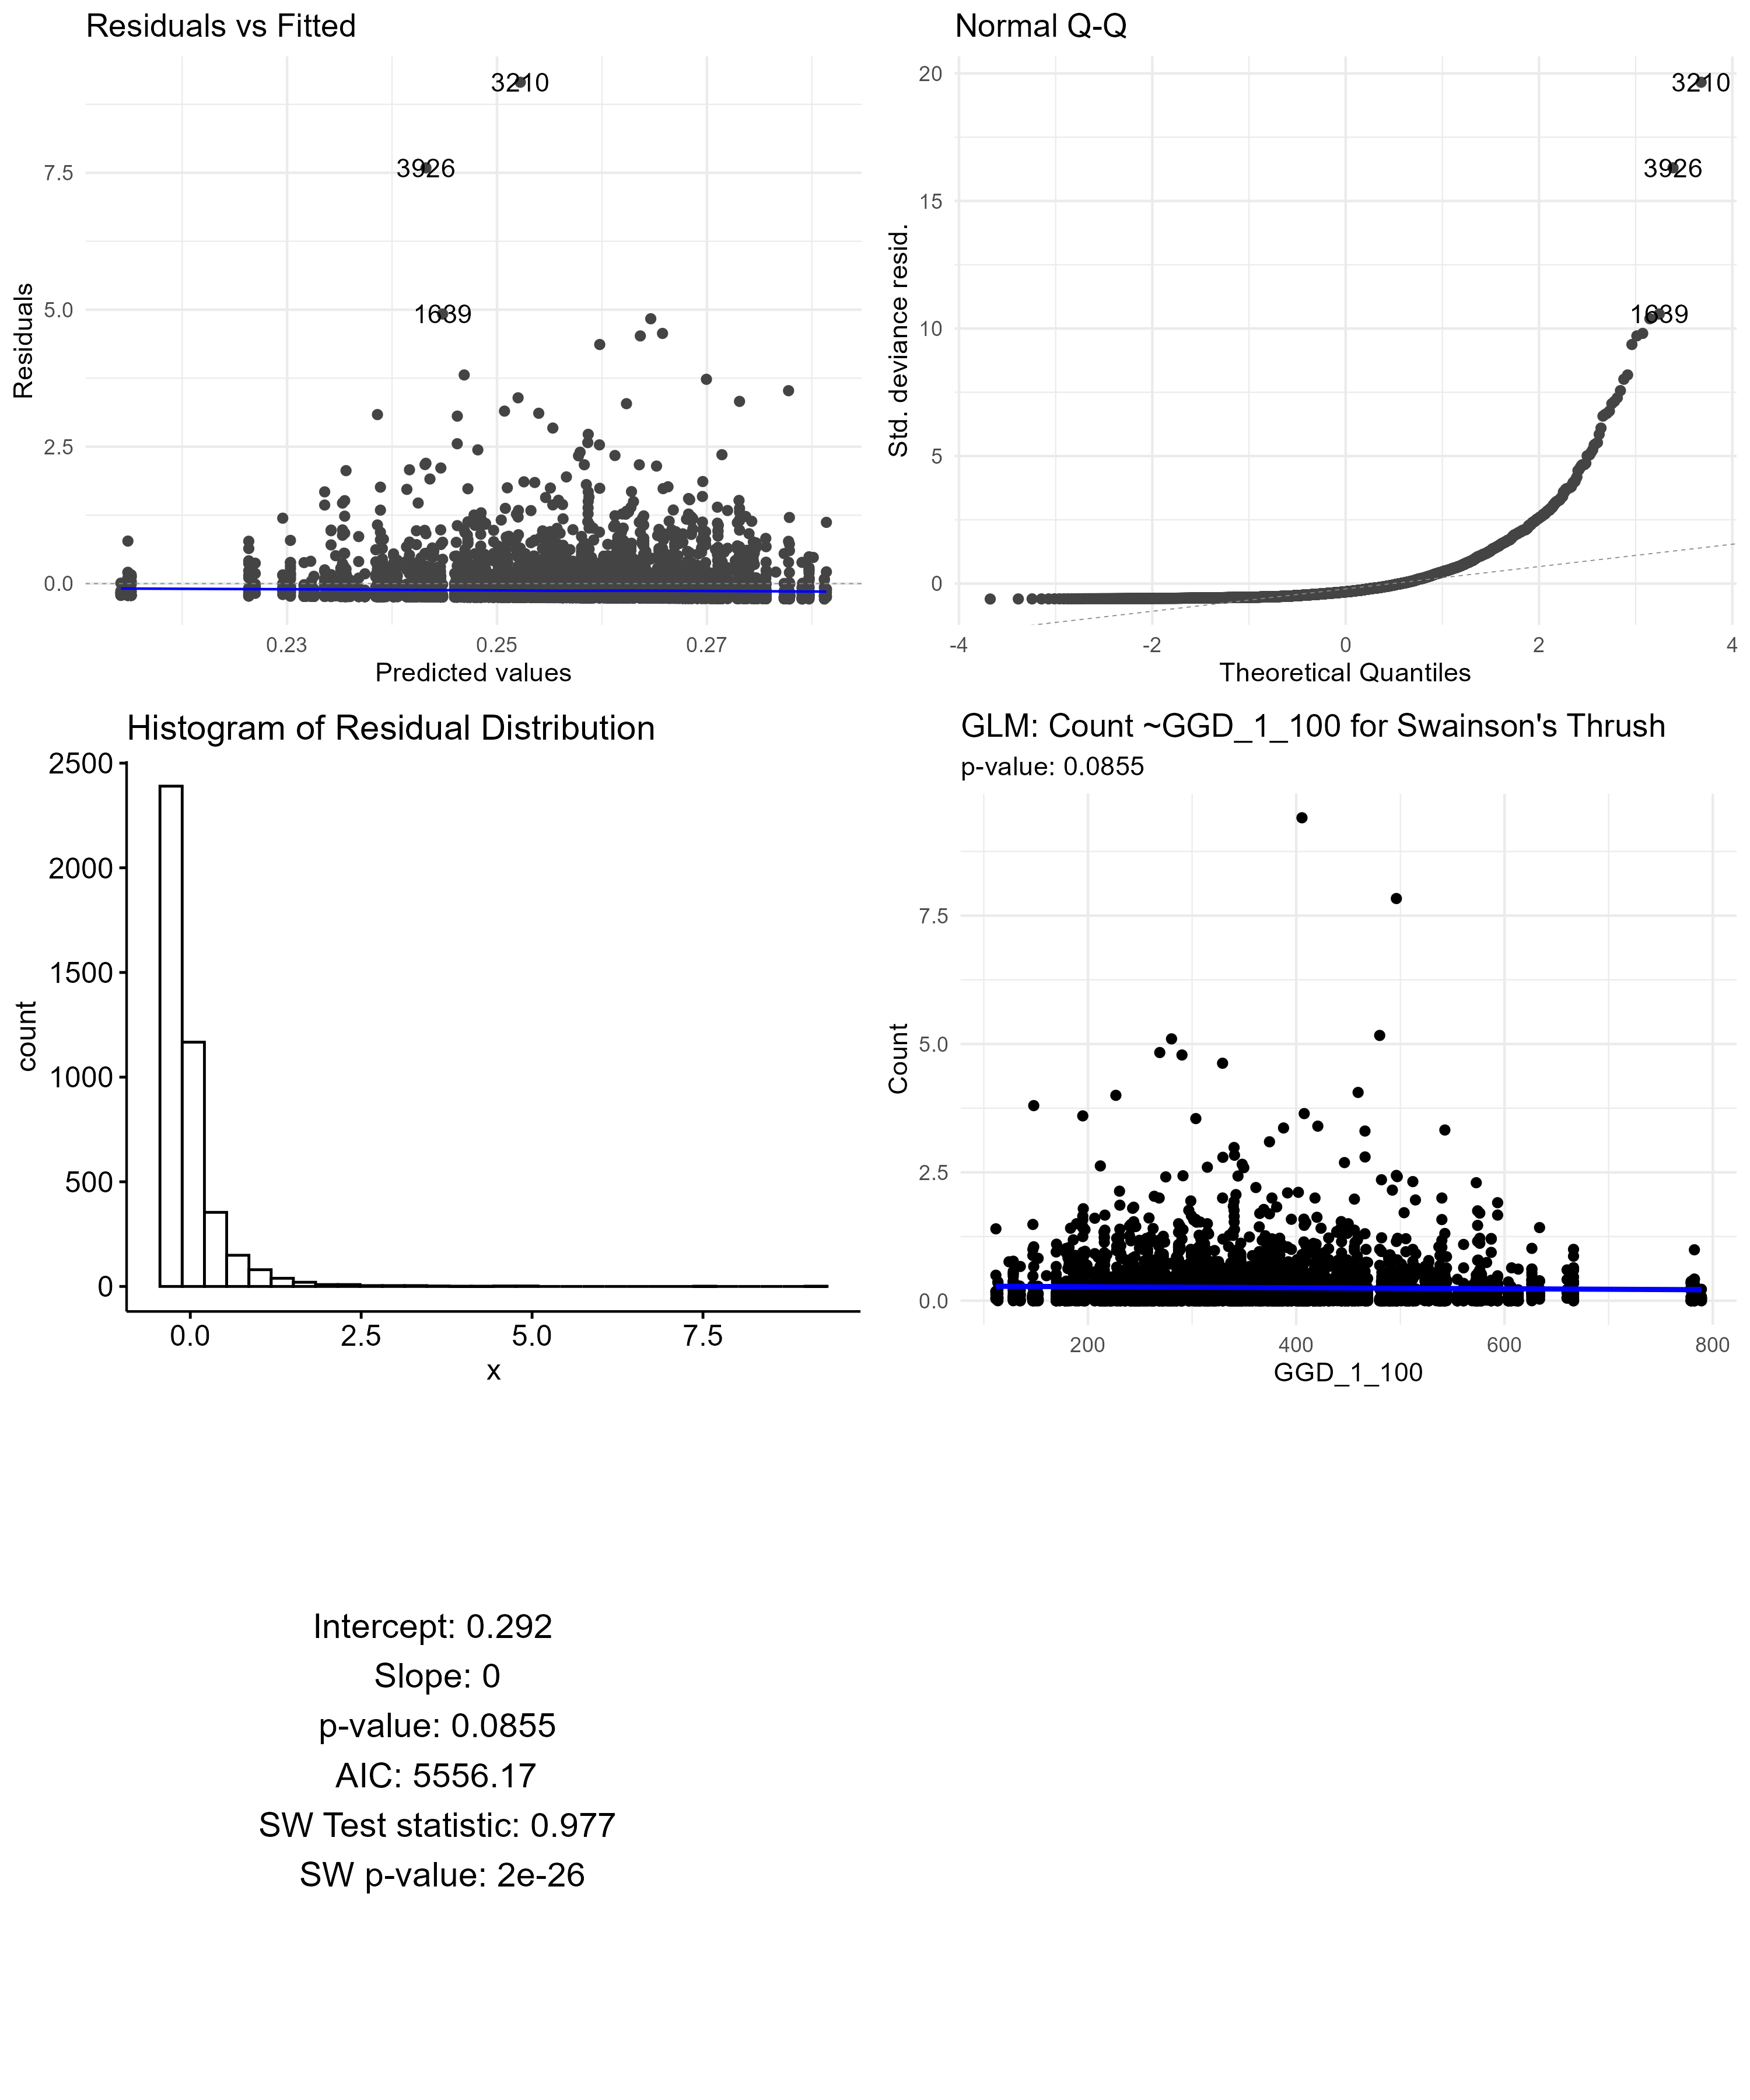 Residuals vs Fitted
3210
3926
1689
7.5
5.0
2.5
0.0
0.23
0.25
0.27
Residuals
Predicted values
Normal Q-Q
3210
3926
1689
20
15
10
5
0
-4
-2
0
2
4
Std. deviance resid.
Theoretical Quantiles
Histogram of Residual Distribution
2500
2000
1500
1000
500
0
0.0
2.5
5.0
7.5
count
x
GLM: Count ~GGD_1_100 for Swainson's Thrush
p-value: 0.0855
7.5
5.0
2.5
0.0
200
400
600
800
Count
GGD_1_100
Intercept: 0.292
Slope: 0
p-value: 0.0855
AIC: 5556.17
SW Test statistic: 0.977
SW p-value: 2e-26